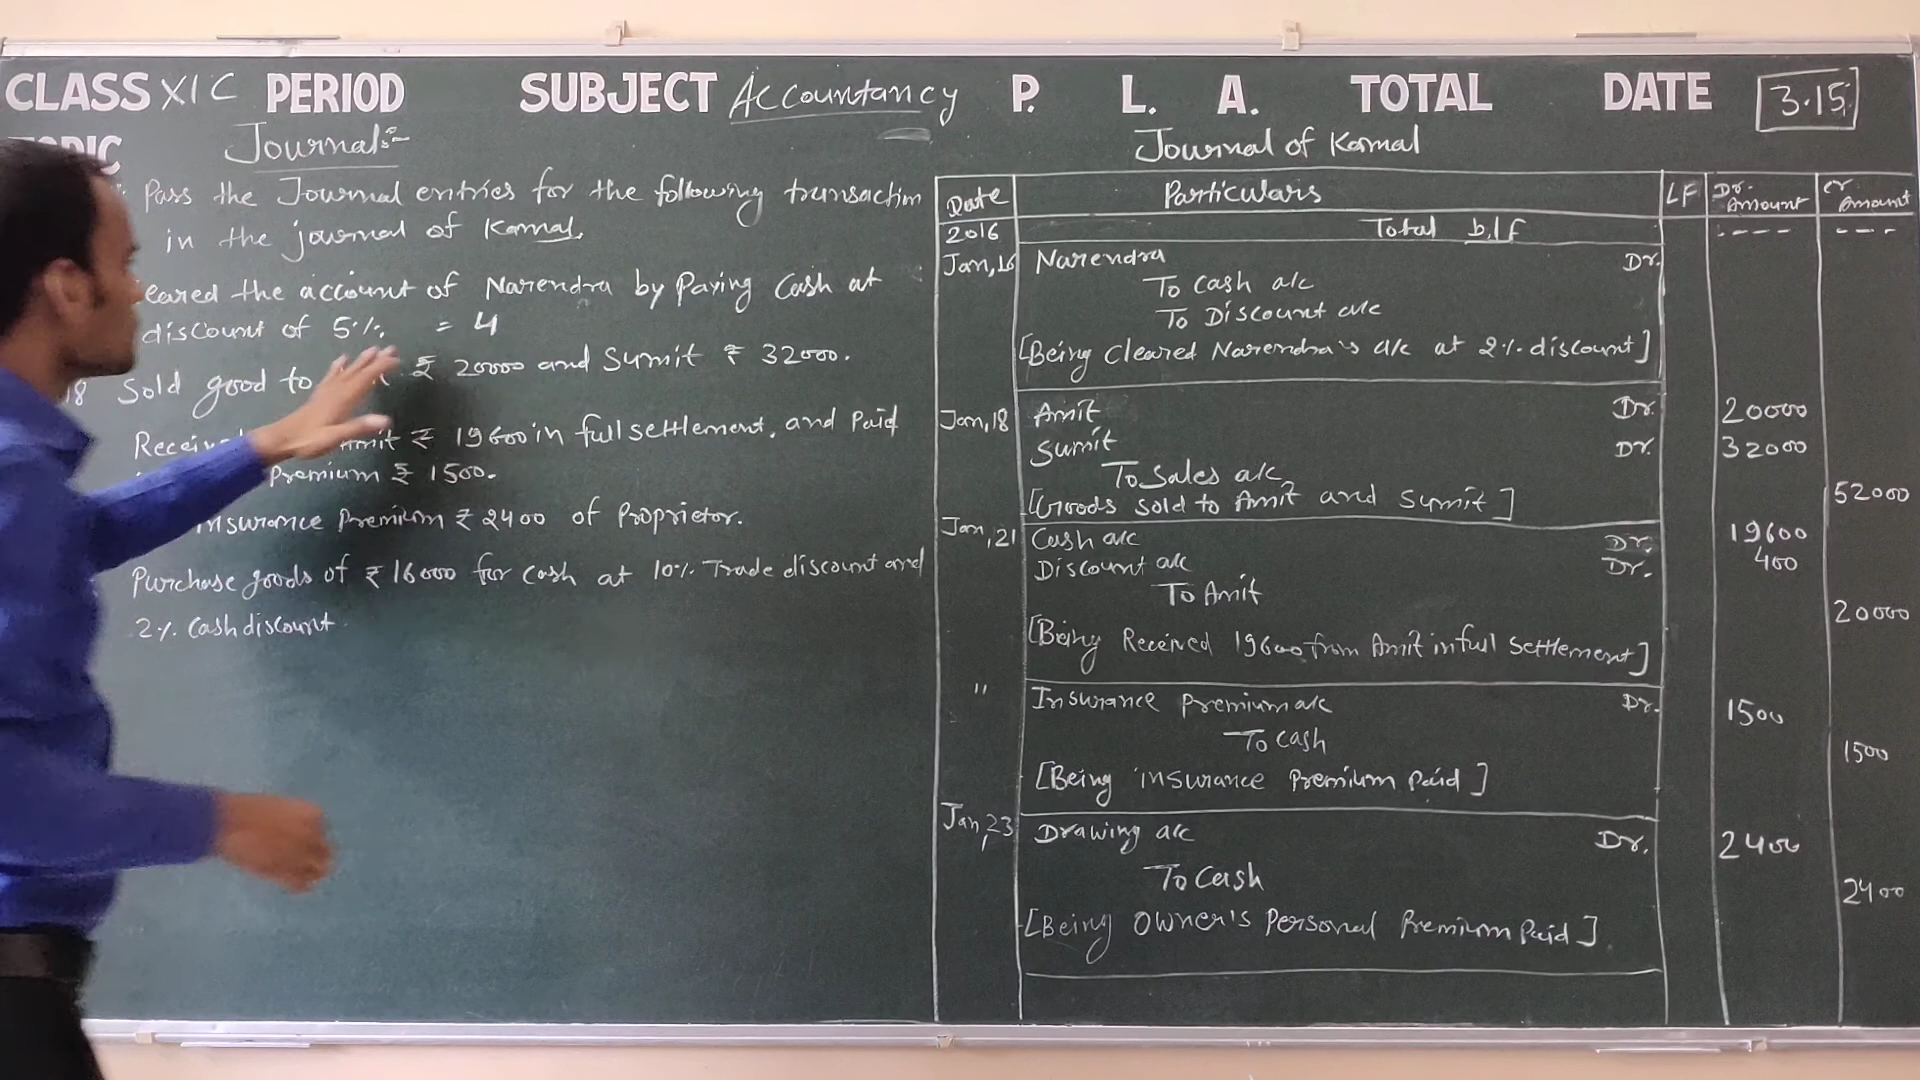 CLASS XI C PERIOD SUBJECT Accountancy P. L. A. TOTAL DATE 3.15
Journal:-
Pass the Journal entries for the following transaction
in the journal of Kamal.
eared the account of Narendra by Paying Cash at
discount of 5% = 4
18 Sold good to ₹ 20000 and Sumit ₹ 32000.
Amit ₹ 19600 in full settlement. and Paid
Premium ₹ 1500.
nsurance Premium ₹ 2400 of Proprietor.
Purchase goods of ₹ 16000 for cash at 10% Trade discount and
2% Cash discount
Journal of Kamal
Date Particulars LF Dr. Amount Cr Amount
2016 Total b/f ---- ----
Jan,16 Narendra Dr.
To Cash a/c
To Discount a/c
[Being Cleared Narendra's a/c at 2% discount]
Jan,18 Amit Dr. 20000
Sumit Dr. 32000
To Sales a/c 52000
[Goods sold to Amit and Sumit]
Jan,21 Cash a/c Dr. 19600
Discount a/c Dr. 400
To Amit 20000
[Being Received 19600 from Amit in full Settlement]
" Insurance Premium a/c Dr. 1500
To Cash 1500
[Being insurance Premium Paid]
Jan,23 Drawing a/c Dr. 2400
To Cash 2400
[Being Owner's Personal Premium Paid]